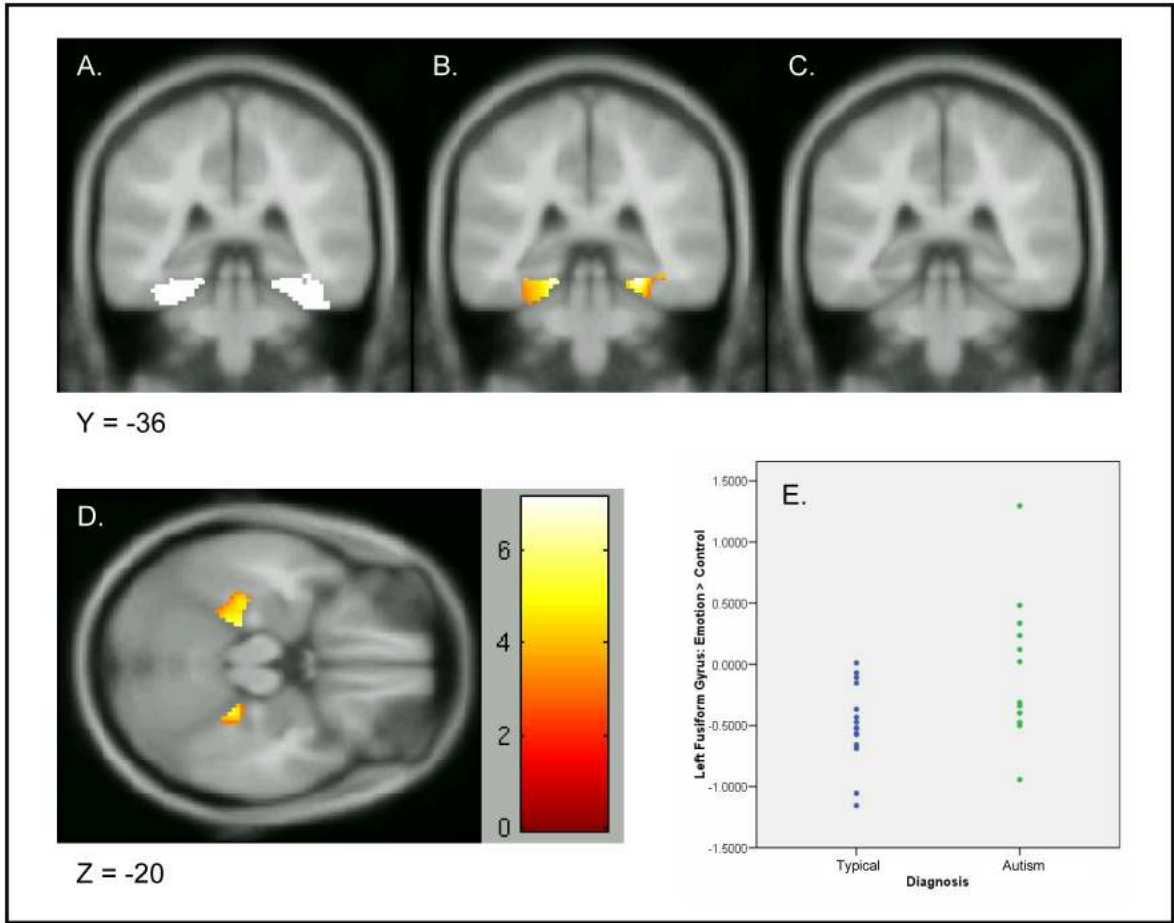 A.
B.
C.
Y = -36
D.
6
4
2
0
Z = -20
E.
Left Fusiform Gyrus: Emotion > Control
1.5000
1.0000
0.5000
0.0000
-0.5000
-1.0000
-1.5000
Typical
Autism
Diagnosis